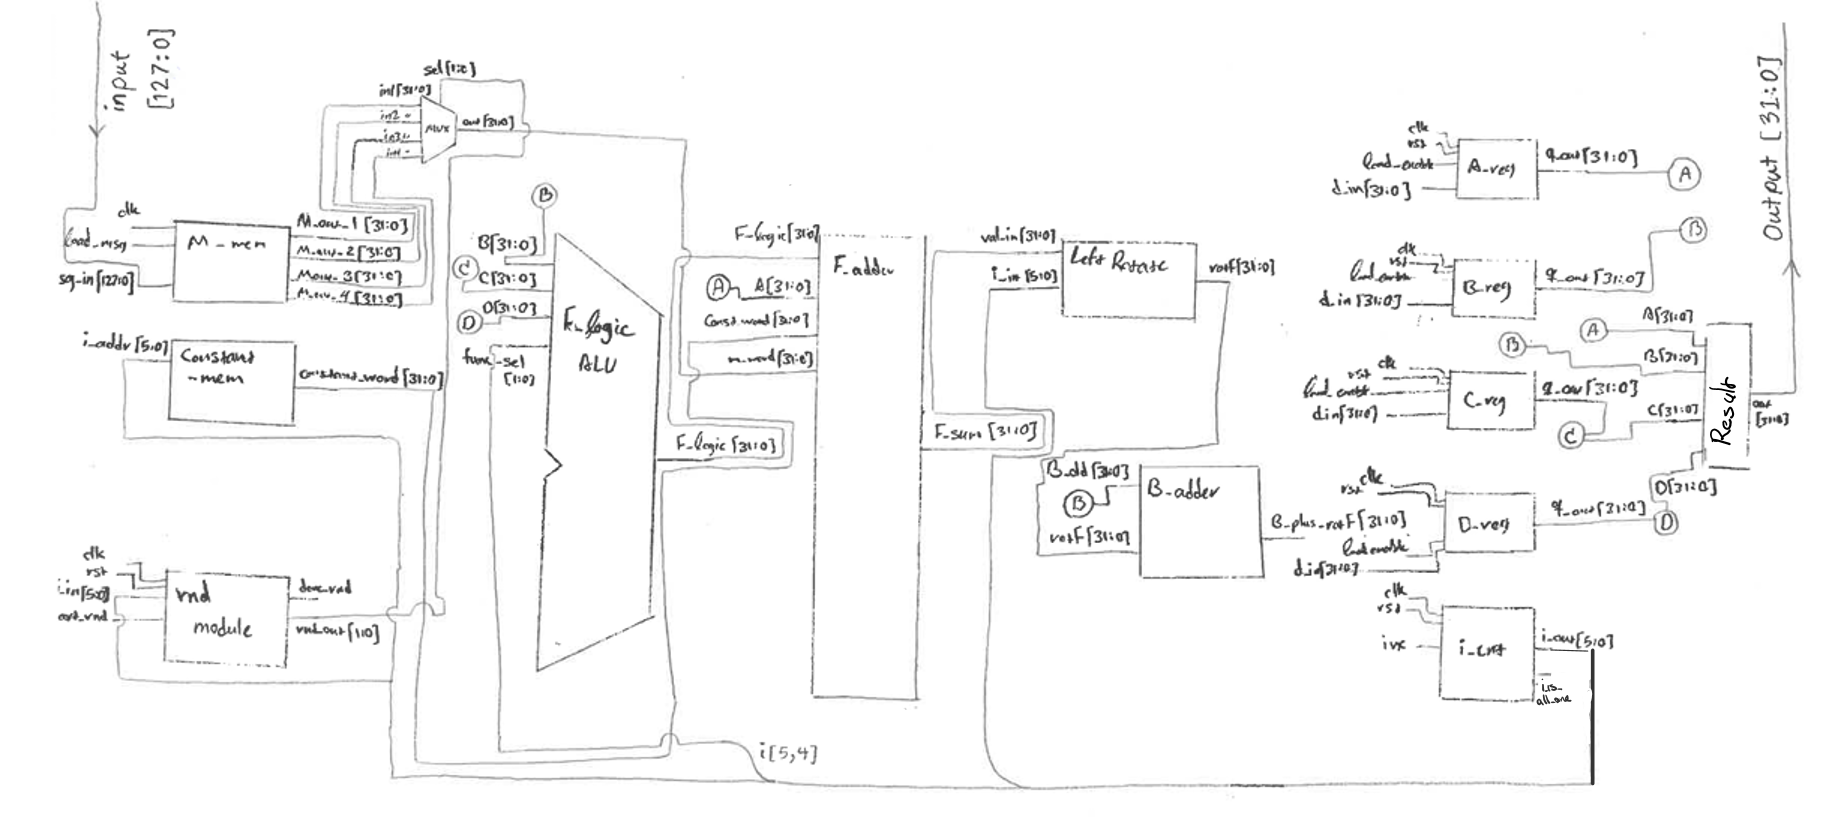 input
[127:0]
sel[1:0]
in1[31:0]
in2 "
in3 "
in4 "
MUX
out[31:0]
clk
load_msg
M_mem
M_out_1 [31:0]
M_out_2 [31:0]
M_out_3 [31:0]
M_out_4 [31:0]
i_addr [5:0]
Constant
-mem
constant_word[31:0]
clk
rst
i_in[5:0]
rnd
module
done_rnd
rnd_out[1:0]
B
B[31:0]
C
C[31:0]
D[31:0]
D
func_sel
[1:0]
F_logic
ALU
F_logic[31:0]
i[5,4]
F_logic[31:0]
F_adder
A
A[31:0]
Const_word[31:0]
m_word[31:0]
F_sum [31:0]
val_in[31:0]
i_in [5:0]
Left Rotate
rotF[31:0]
B_add [31:0]
B
rotF[31:0]
B_adder
B_plus_rotF[31:0]
clk
rst
load_enable
d_in[31:0]
A_reg
q_out[31:0]
A
clk
rst
load_enable
d_in [31:0]
B_reg
q_out [31:0]
B
clk
rst
load_enable
d_in[31:0]
C_reg
q_out[31:0]
C
clk
rst
load_enable
d_in[31:0]
D_reg
q_out[31:0]
D
clk
rst
i_cnt
i_out[5:0]
i_is_
all_one
A
A[31:0]
B
B[31:0]
C[31:0]
D[31:0]
Result
out
[31:0]
Output [31:0]